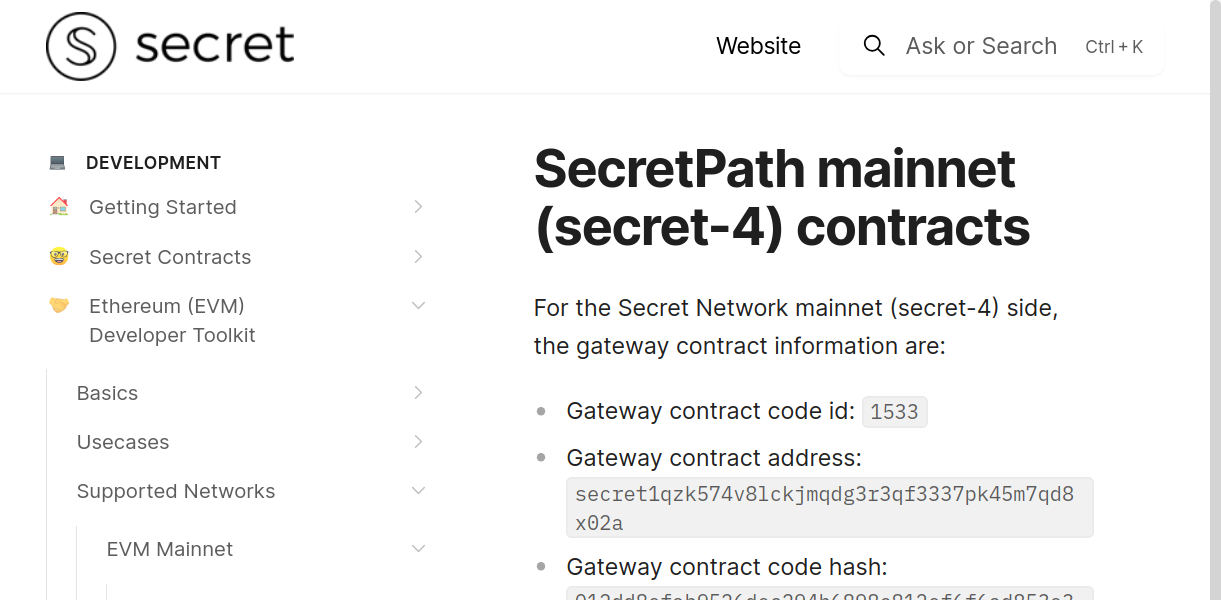 secret
Website
Ask or Search
Ctrl + K
DEVELOPMENT
Getting Started
Secret Contracts
Ethereum (EVM)
Developer Toolkit
Basics
Usecases
Supported Networks
EVM Mainnet
SecretPath mainnet
(secret-4) contracts
For the Secret Network mainnet (secret-4) side,
the gateway contract information are:
Gateway contract code id: 1533
Gateway contract address:
secret1qzk574v8lckjmqdg3r3qf3337pk45m7qd8
x02a
Gateway contract code hash: